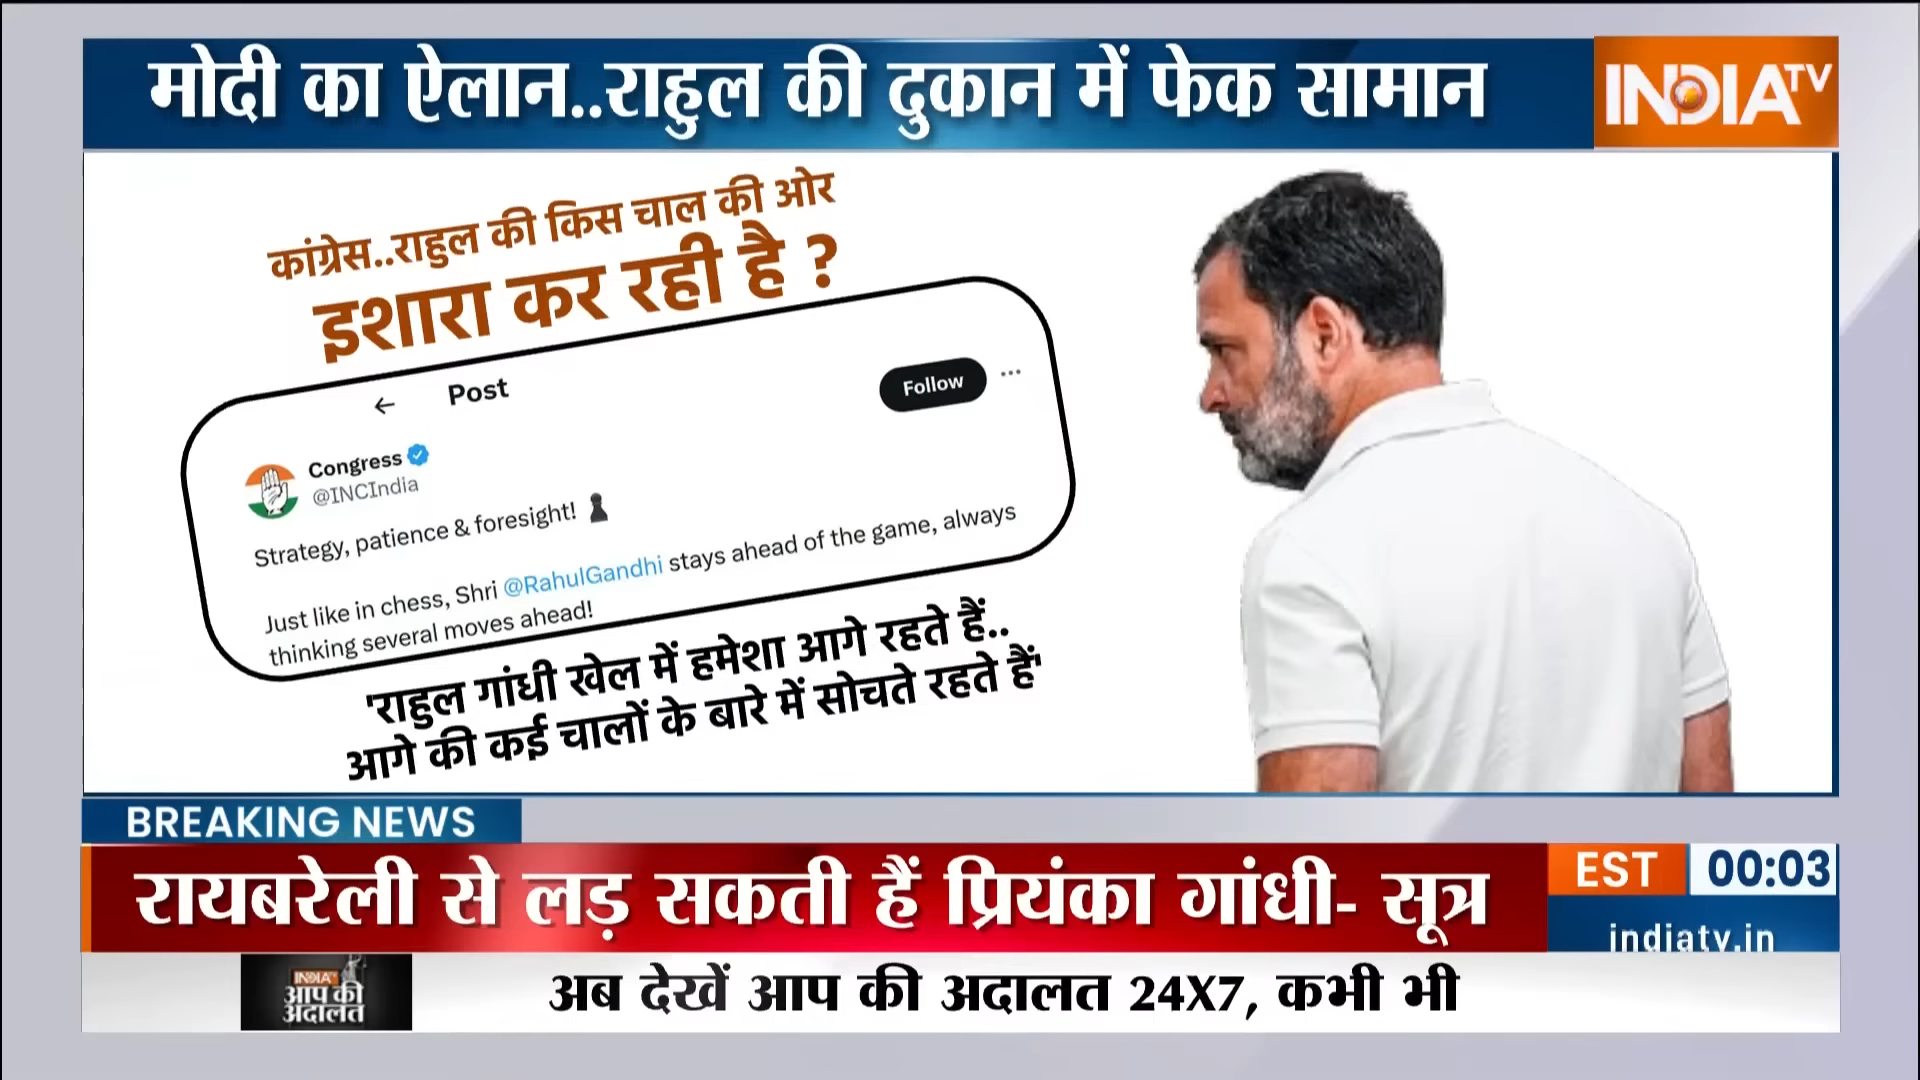 मोदी का ऐलान..राहुल की दुकान में फेक सामान
INDIA TV
कांग्रेस..राहुल की किस चाल की ओर
इशारा कर रही है ?
← Post
Follow ...
Congress
@INCIndia
Strategy, patience & foresight! ♟
Just like in chess, Shri @RahulGandhi stays ahead of the game, always
thinking several moves ahead!
'राहुल गांधी खेल में हमेशा आगे रहते हैं..
आगे की कई चालों के बारे में सोचते रहते हैं'
BREAKING NEWS
रायबरेली से लड़ सकती हैं प्रियंका गांधी- सूत्र
EST 00:03
indiatv.in
INDIA TV
आप की
अदालत
अब देखें आप की अदालत 24X7, कभी भी